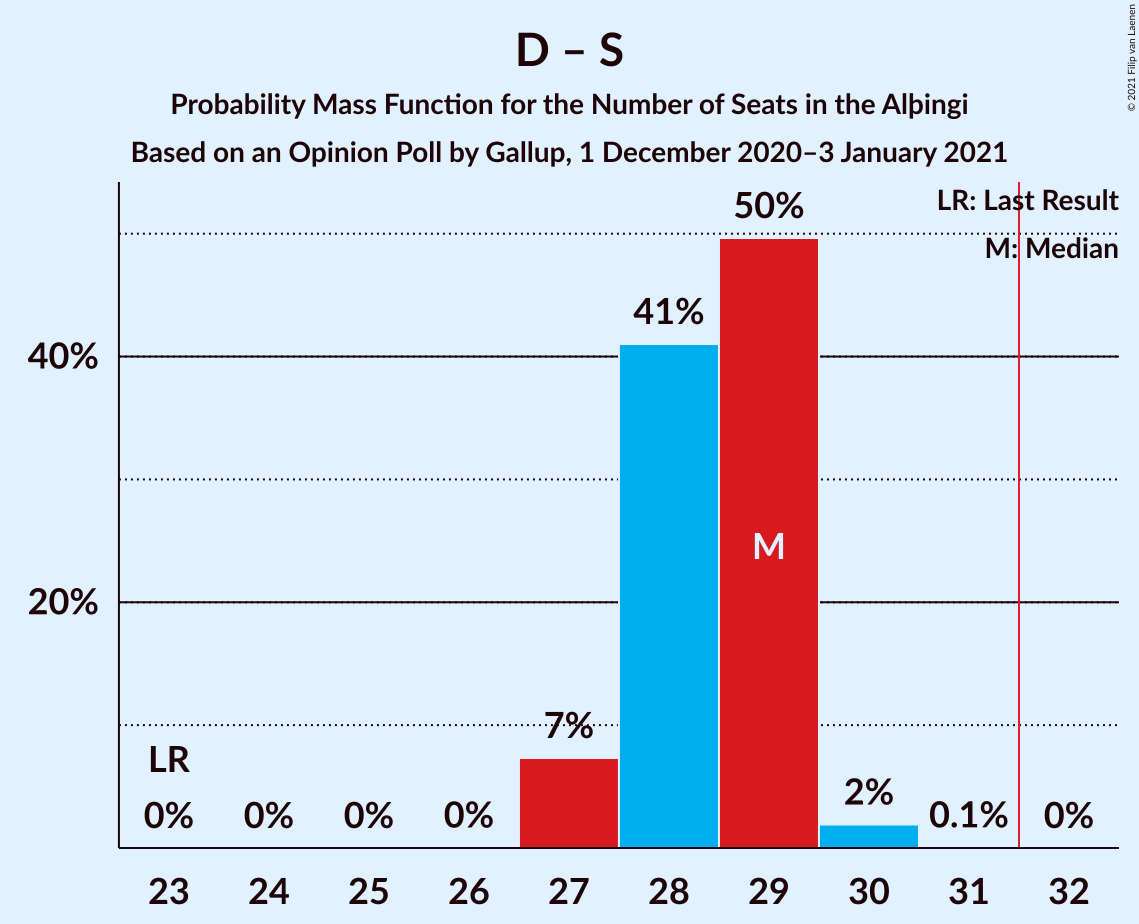 D – S
Probability Mass Function for the Number of Seats in the Alþingi
Based on an Opinion Poll by Gallup, 1 December 2020–3 January 2021
© 2021 Filip van Laenen
LR: Last Result
M: Median
50%
41%
40%
M
20%
7%
LR
2%
0% 0% 0% 0% 0.1% 0%
23 24 25 26 27 28 29 30 31 32